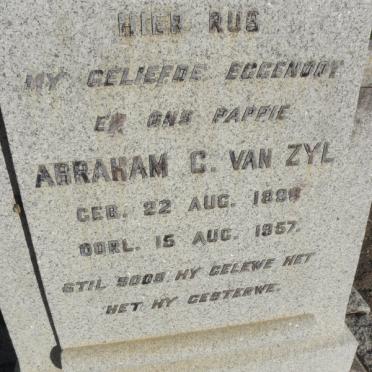 HIER RUS
MY GELIEFDE EGGENOOT
EN ONS PAPPIE
ABRAHAM C. VAN ZYL
GEB. 22 AUG.
OORL. 15 AUG. 1957.
STIL SOOS HY GELEWE HET
HET HY GESTERWE.